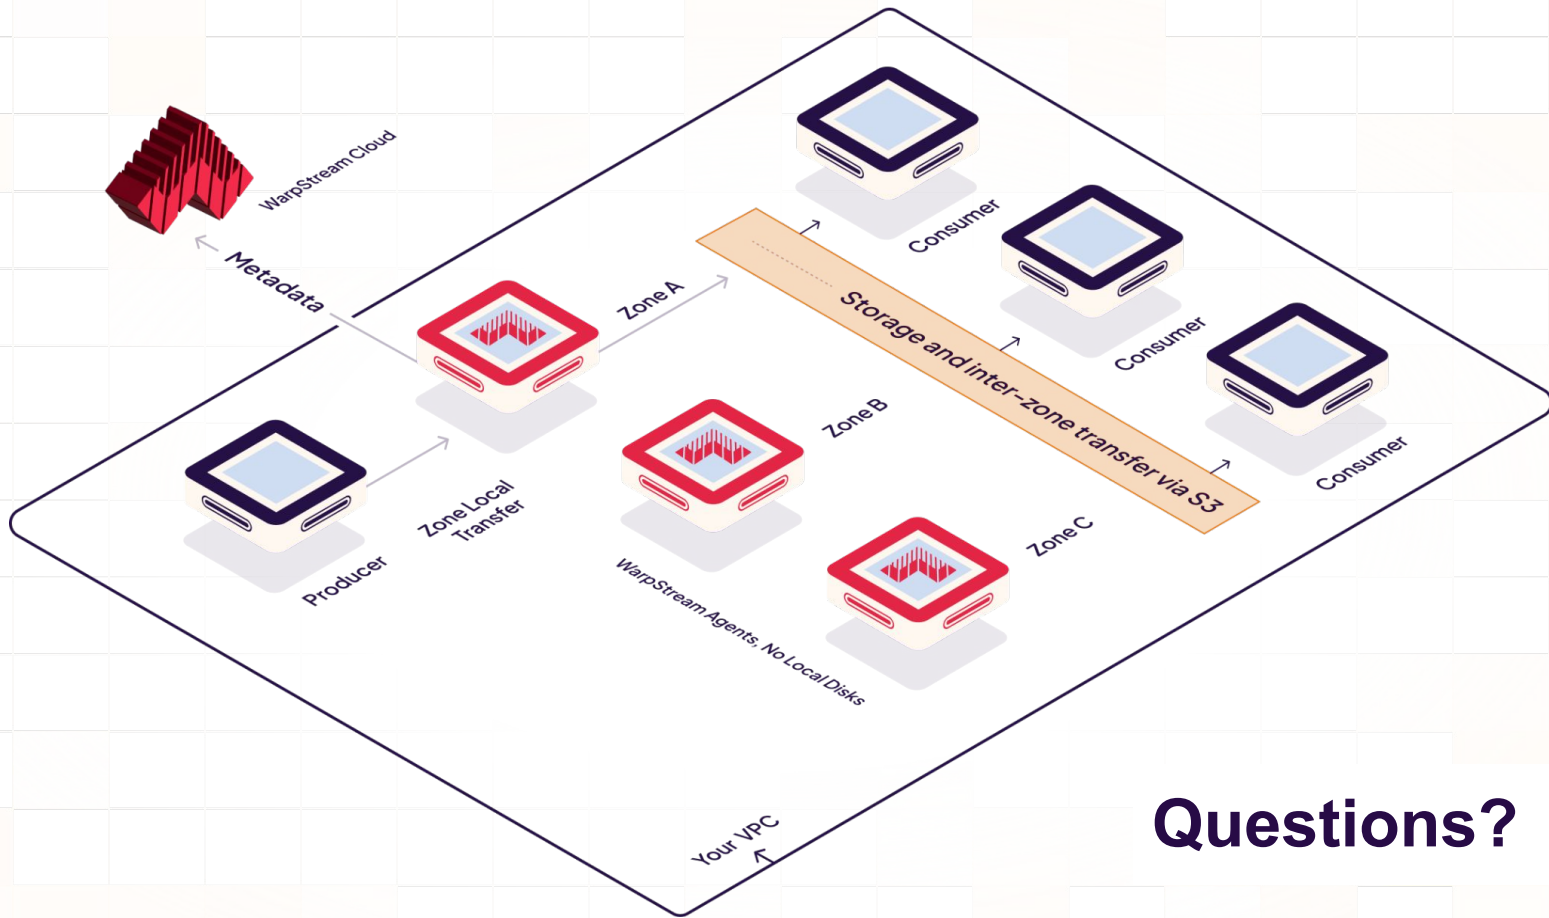 WarpStream Cloud
Metadata
Zone A
Consumer
Consumer
Consumer
Storage and inter-zone transfer via S3
Zone B
Zone C
Zone Local
Transfer
Producer
WarpStream Agents, No Local Disks
Your VPC
Questions?